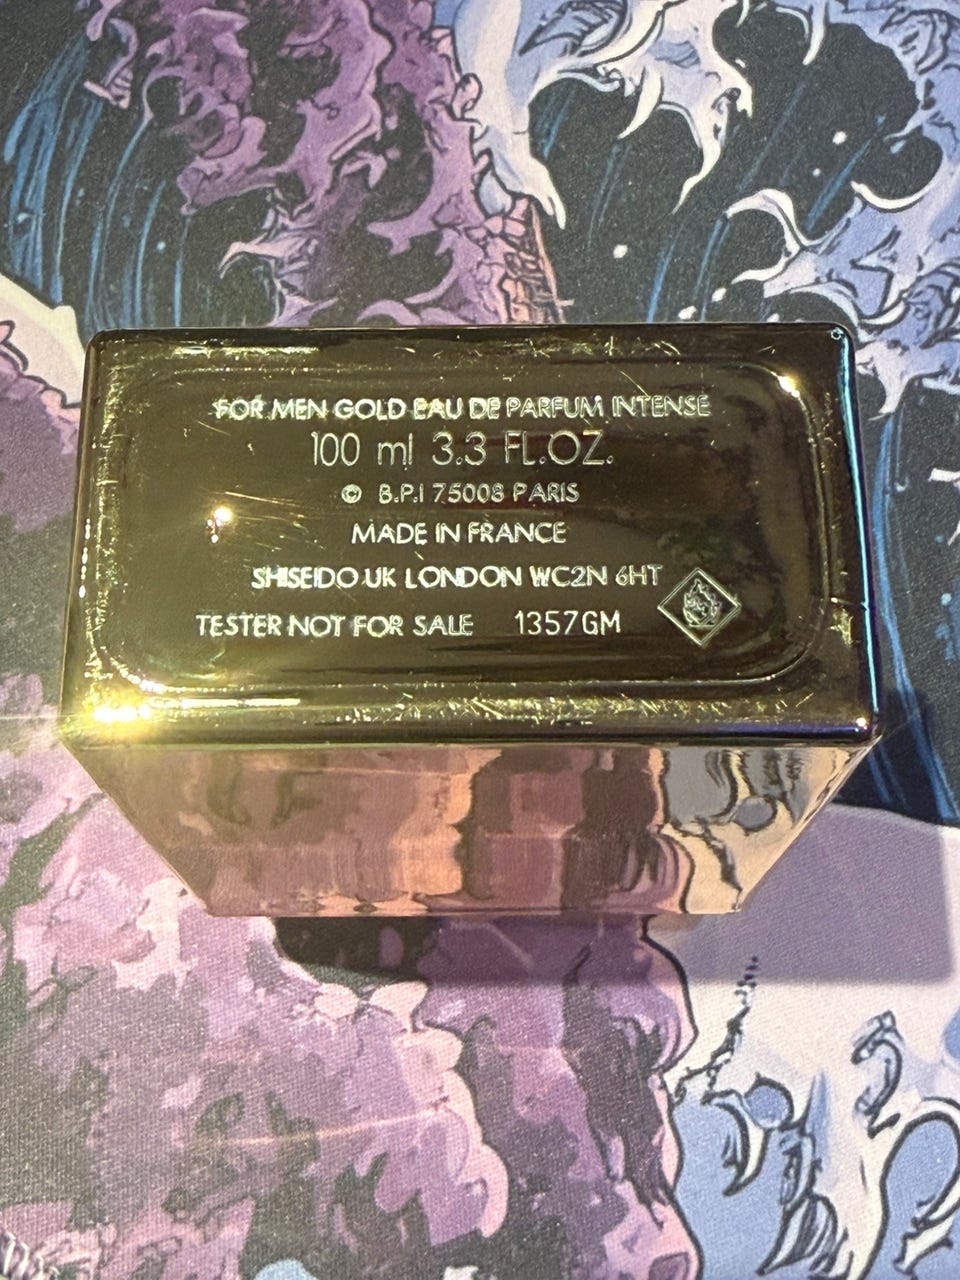 FOR MEN GOLD EAU DE PARFUM INTENSE
100 ml 3.3 FL.OZ.
© B.P.I 75008 PARIS
MADE IN FRANCE
SHISEIDO UK LONDON WC2N 6HT
TESTER NOT FOR SALE 1357GM